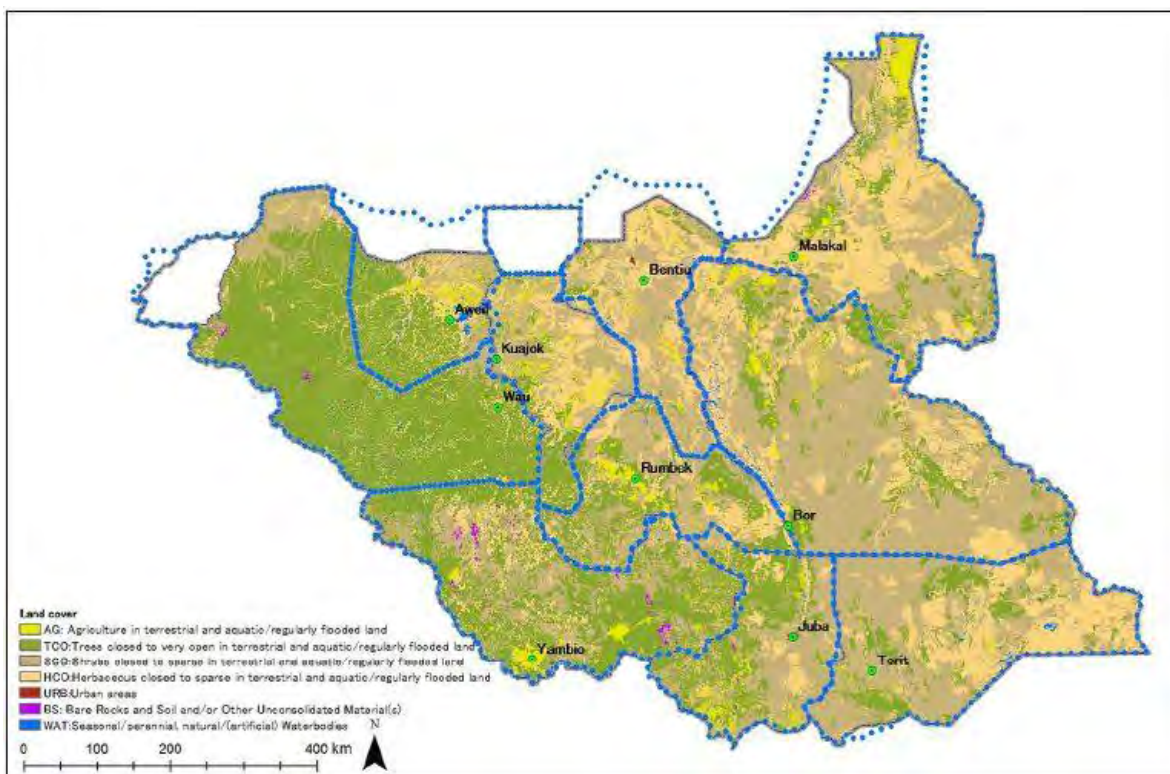 Malakal
Bentiu
Aweil
Kuajok
Wau
Rumbek
Bor
Juba
Yambio
Torit
Land cover
AG: Agriculture in terrestrial and aquatic/regularly flooded land
TCO:Trees closed to very open in terrestrial and aquatic/regularly flooded land
SCO:Shrubs closed to sparse in terrestrial and aquatic/regularly flooded land
HCO:Herbaceous closed to sparse in terrestrial and aquatic/regularly flooded land
URB:Urban areas
BS: Bare Rocks and Soil and/or Other Unconsolidated Material(s)
WAT:Seasonal/perennial, natural/(artificial) Waterbodies
N
0 100 200 400 km